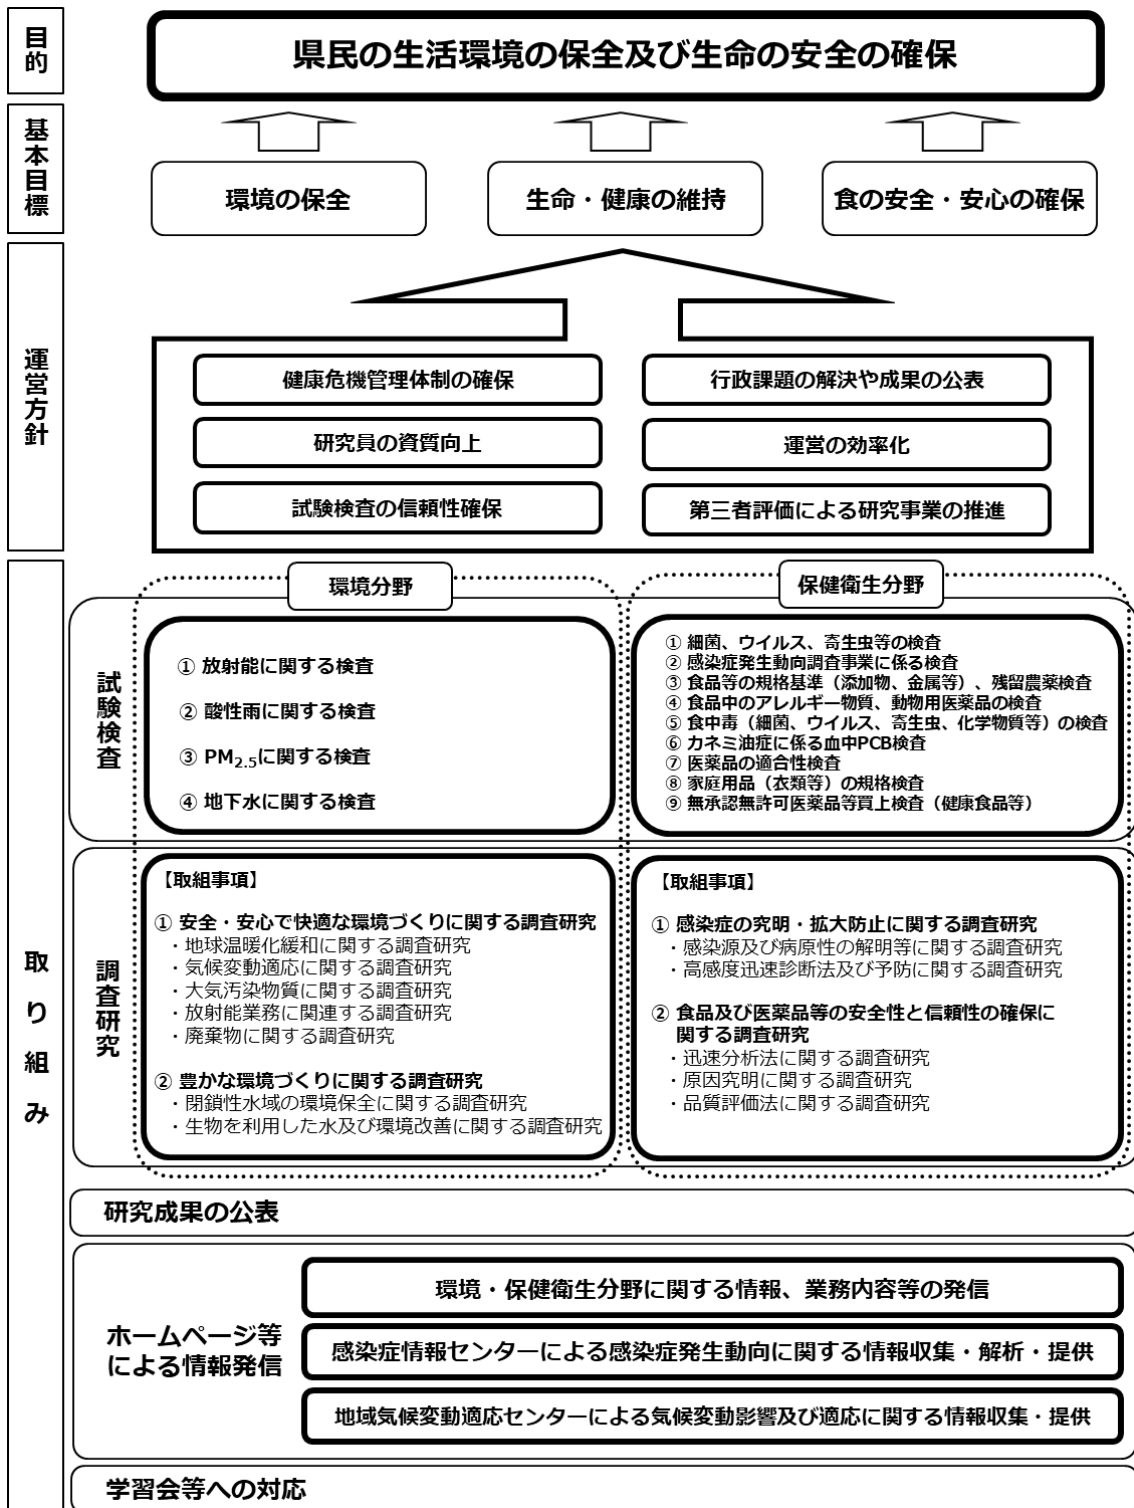 目的
県民の生活環境の保全及び生命の安全の確保
基本目標
環境の保全
生命・健康の維持
食の安全・安心の確保
運営方針
健康危機管理体制の確保
行政課題の解決や成果の公表
研究員の資質向上
運営の効率化
試験検査の信頼性確保
第三者評価による研究事業の推進
取り組み
環境分野
保健衛生分野
試験検査
① 放射能に関する検査
② 酸性雨に関する検査
③ PM2.5に関する検査
④ 地下水に関する検査
① 細菌、ウイルス、寄生虫等の検査
② 感染症発生動向調査事業に係る検査
③ 食品等の規格基準（添加物、金属等）、残留農薬検査
④ 食品中のアレルギー物質、動物用医薬品の検査
⑤ 食中毒（細菌、ウイルス、寄生虫、化学物質等）の検査
⑥ カネミ油症に係る血中PCB検査
⑦ 医薬品の適合性検査
⑧ 家庭用品（衣類等）の規格検査
⑨ 無承認無許可医薬品等買上検査（健康食品等）
調査研究
【取組事項】
① 安全・安心で快適な環境づくりに関する調査研究
・地球温暖化緩和に関する調査研究
・気候変動適応に関する調査研究
・大気汚染物質に関する調査研究
・放射能業務に関連する調査研究
・廃棄物に関する調査研究
② 豊かな環境づくりに関する調査研究
・閉鎖性水域の環境保全に関する調査研究
・生物を利用した水及び環境改善に関する調査研究
【取組事項】
① 感染症の究明・拡大防止に関する調査研究
・感染源及び病原性の解明等に関する調査研究
・高感度迅速診断法及び予防に関する調査研究
② 食品及び医薬品等の安全性と信頼性の確保に
関する調査研究
・迅速分析法に関する調査研究
・原因究明に関する調査研究
・品質評価法に関する調査研究
研究成果の公表
ホームページ等
による情報発信
環境・保健衛生分野に関する情報、業務内容等の発信
感染症情報センターによる感染症発生動向に関する情報収集・解析・提供
地域気候変動適応センターによる気候変動影響及び適応に関する情報収集・提供
学習会等への対応